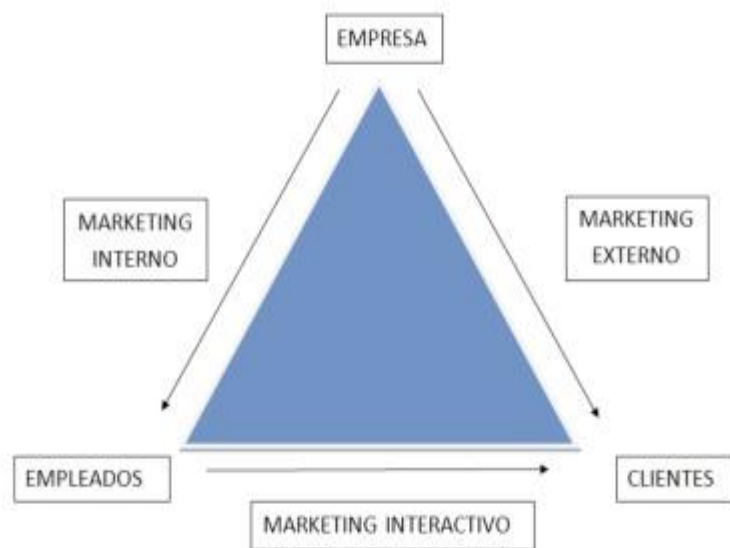 EMPRESA
MARKETING
INTERNO
MARKETING
EXTERNO
EMPLEADOS
CLIENTES
MARKETING INTERACTIVO